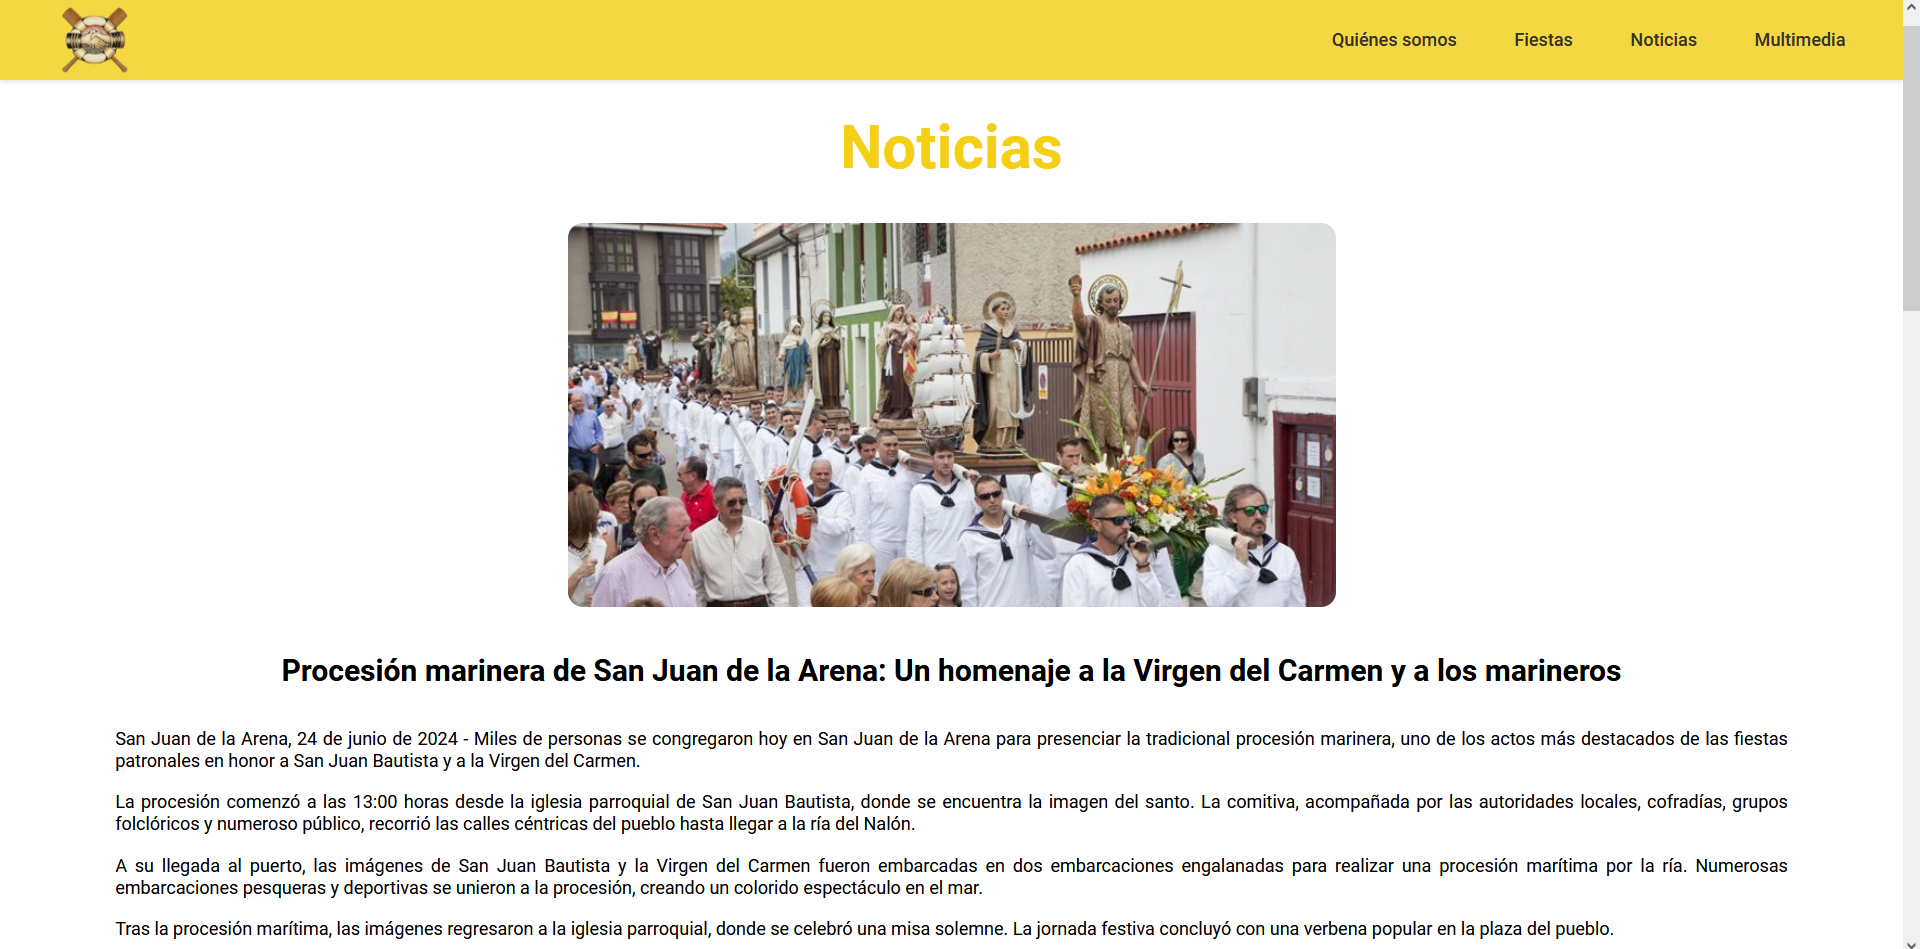 Quiénes somos Fiestas Noticias Multimedia
Noticias
Procesión marinera de San Juan de la Arena: Un homenaje a la Virgen del Carmen y a los marineros
San Juan de la Arena, 24 de junio de 2024 - Miles de personas se congregaron hoy en San Juan de la Arena para presenciar la tradicional procesión marinera, uno de los actos más destacados de las fiestas
patronales en honor a San Juan Bautista y a la Virgen del Carmen.
La procesión comenzó a las 13:00 horas desde la iglesia parroquial de San Juan Bautista, donde se encuentra la imagen del santo. La comitiva, acompañada por las autoridades locales, cofradías, grupos
folclóricos y numeroso público, recorrió las calles céntricas del pueblo hasta llegar a la ría del Nalón.
A su llegada al puerto, las imágenes de San Juan Bautista y la Virgen del Carmen fueron embarcadas en dos embarcaciones engalanadas para realizar una procesión marítima por la ría. Numerosas
embarcaciones pesqueras y deportivas se unieron a la procesión, creando un colorido espectáculo en el mar.
Tras la procesión marítima, las imágenes regresaron a la iglesia parroquial, donde se celebró una misa solemne. La jornada festiva concluyó con una verbena popular en la plaza del pueblo.